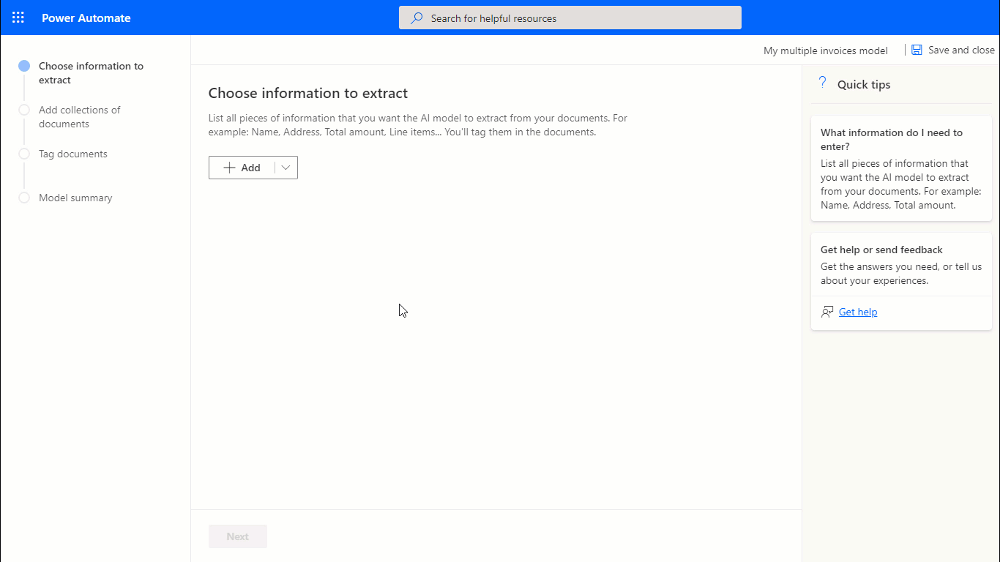 Power Automate
Search for helpful resources
My multiple invoices model
Save and close
Choose information to
extract
Add collections of
documents
Tag documents
Model summary
Choose information to extract
List all pieces of information that you want the AI model to extract from your documents. For
example: Name, Address, Total amount, Line items... You'll tag them in the documents.
Add
Next
Quick tips
What information do I need to
enter?
List all pieces of information that
you want the AI model to extract
from your documents. For example:
Name, Address, Total amount.
Get help or send feedback
Get the answers you need, or tell us
about your experiences.
Get help